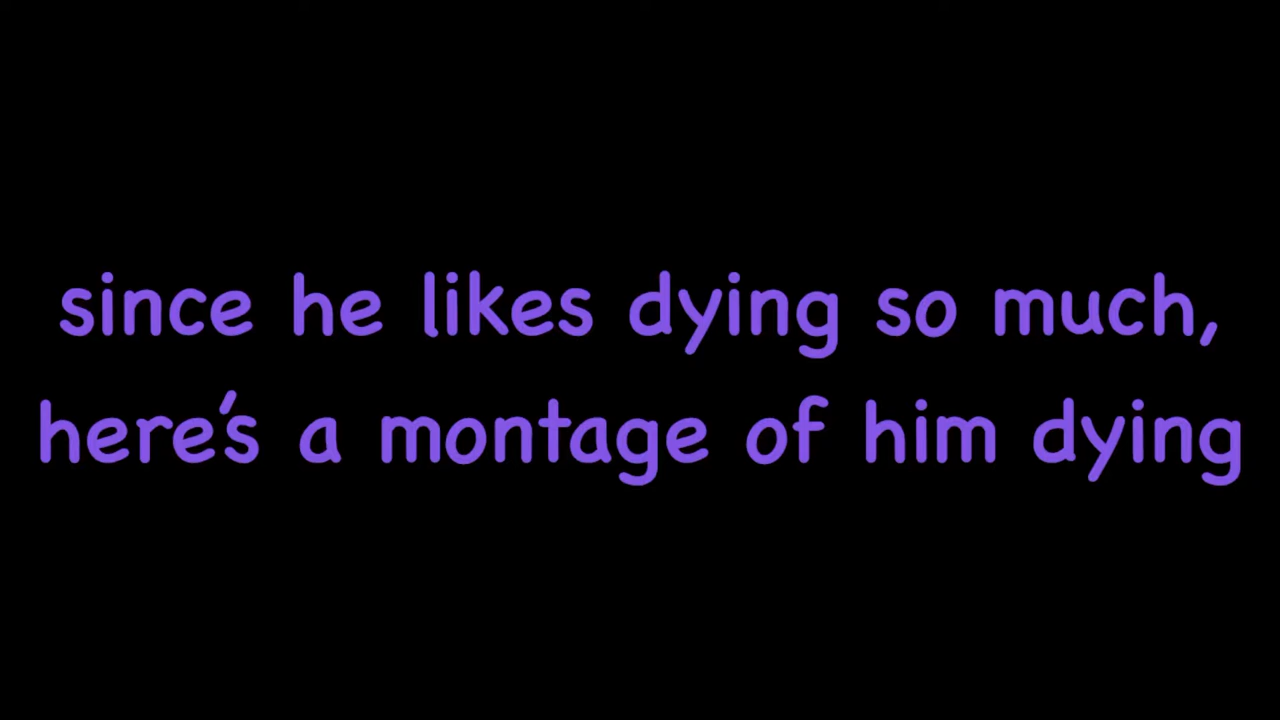 since he likes dying so much,
here's a montage of him dying